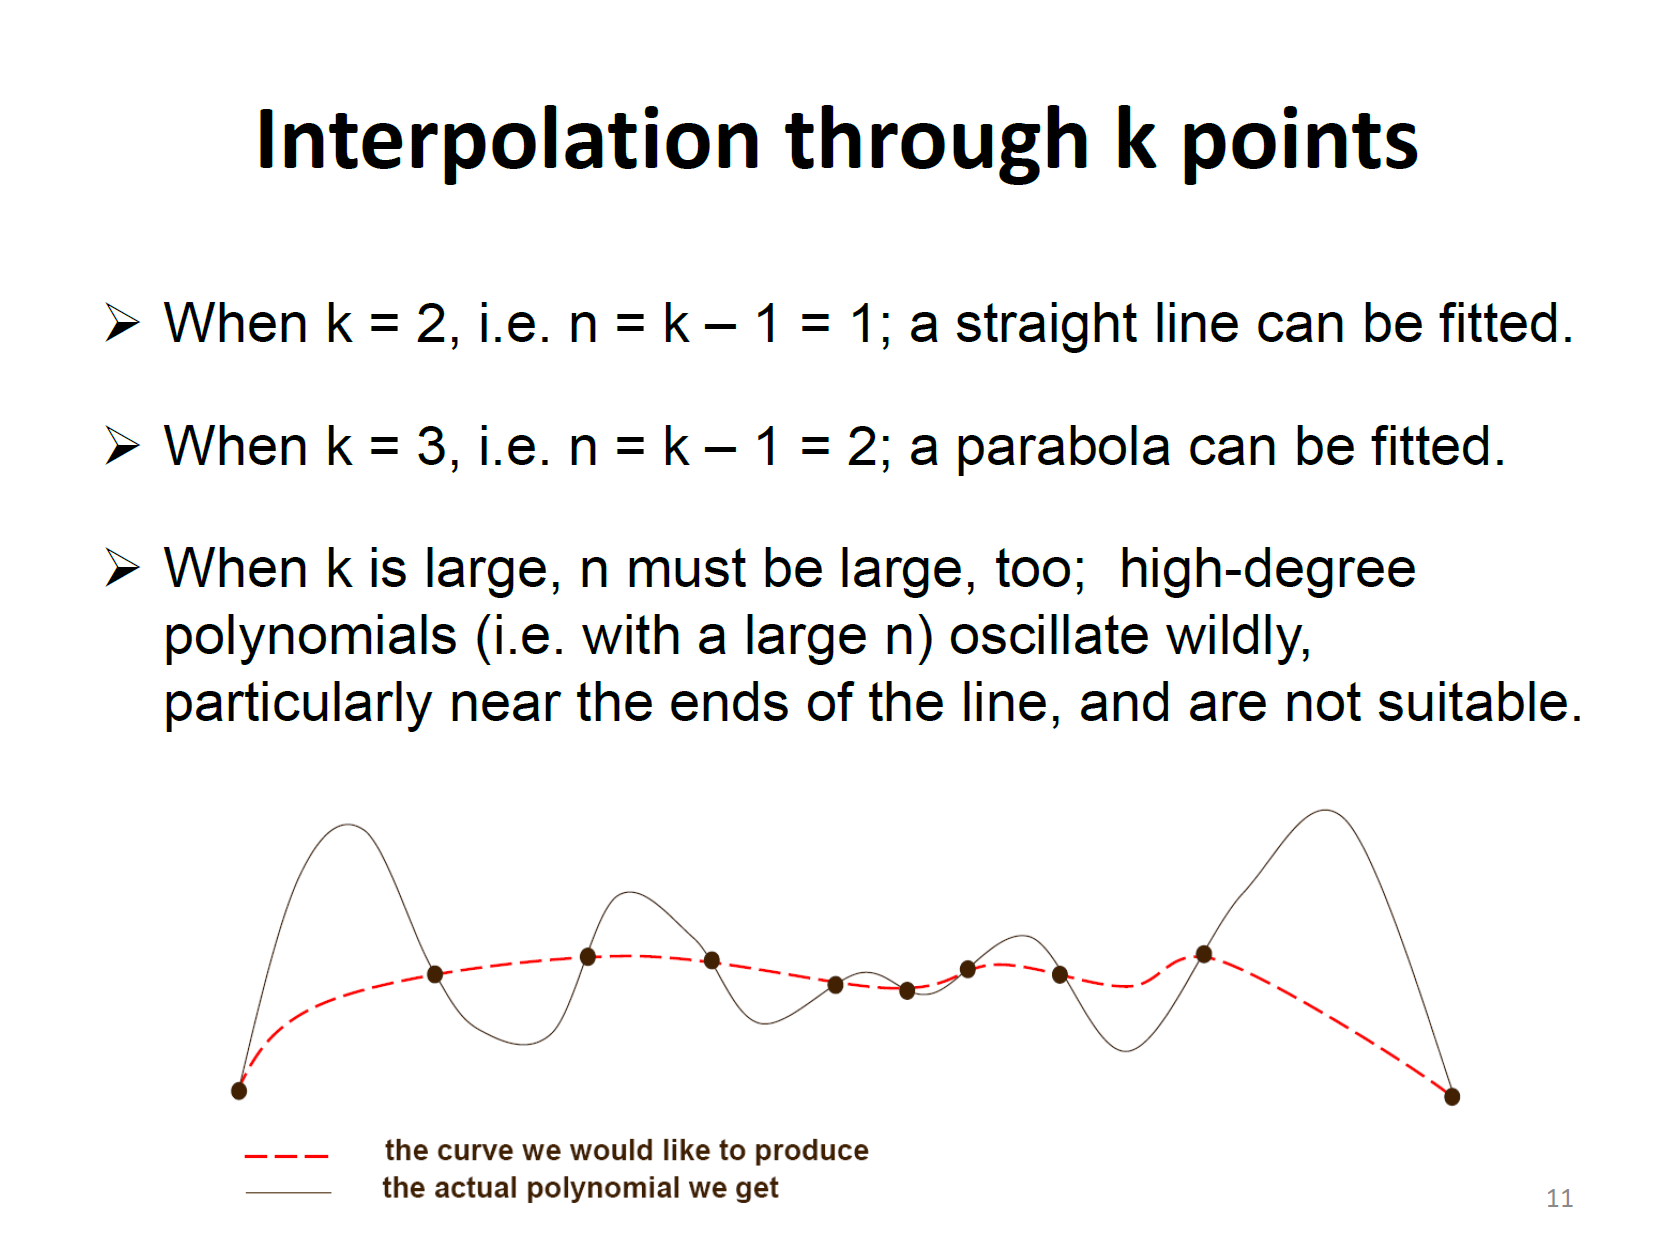 Interpolation through k points
➢ When k = 2, i.e. n = k – 1 = 1; a straight line can be fitted.
➢ When k = 3, i.e. n = k – 1 = 2; a parabola can be fitted.
➢ When k is large, n must be large, too;  high-degree
polynomials (i.e. with a large n) oscillate wildly,
particularly near the ends of the line, and are not suitable.
the curve we would like to produce
the actual polynomial we get
11